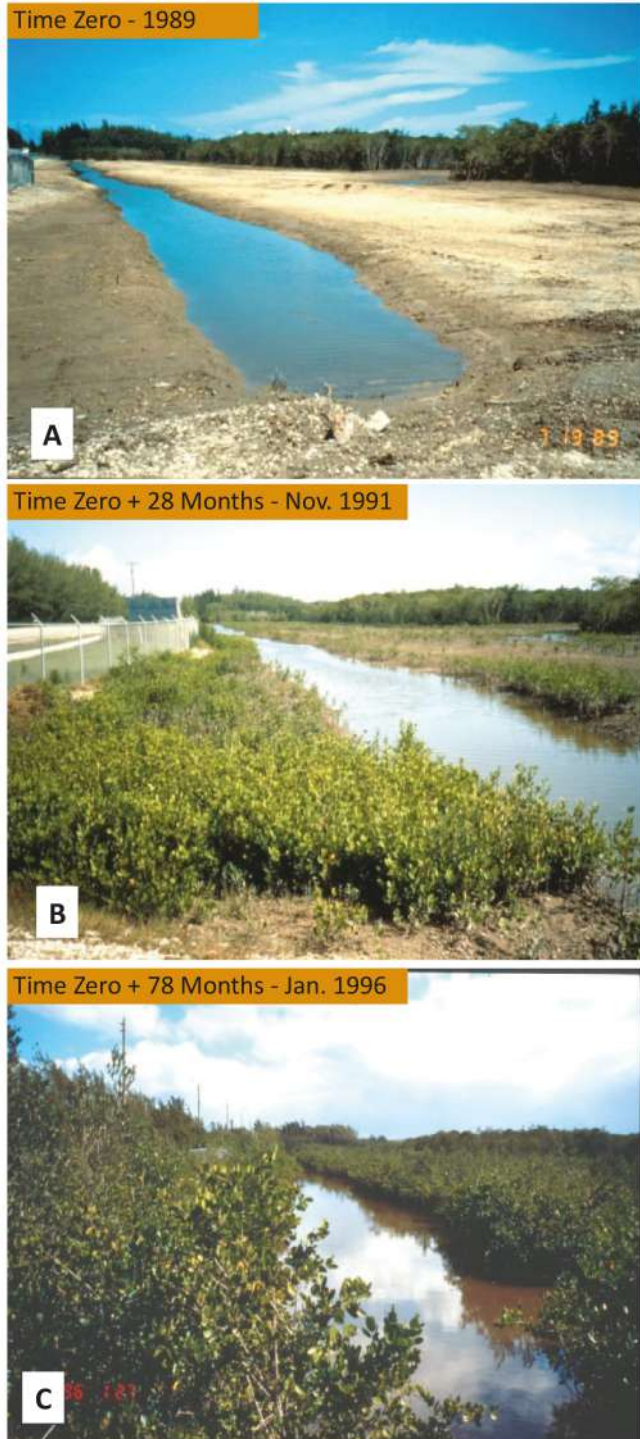 Time Zero - 1989
A
7 19 89
Time Zero + 28 Months - Nov. 1991
B
Time Zero + 78 Months - Jan. 1996
C